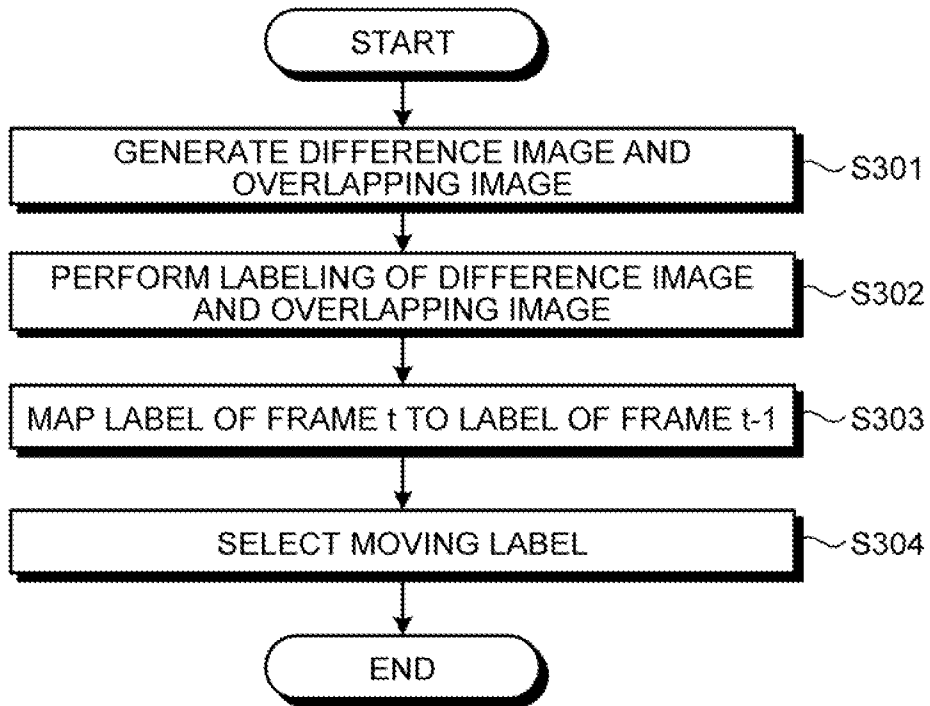 START
GENERATE DIFFERENCE IMAGE AND
OVERLAPPING IMAGE
S301
PERFORM LABELING OF DIFFERENCE IMAGE
AND OVERLAPPING IMAGE
S302
MAP LABEL OF FRAME t TO LABEL OF FRAME t-1
S303
SELECT MOVING LABEL
S304
END